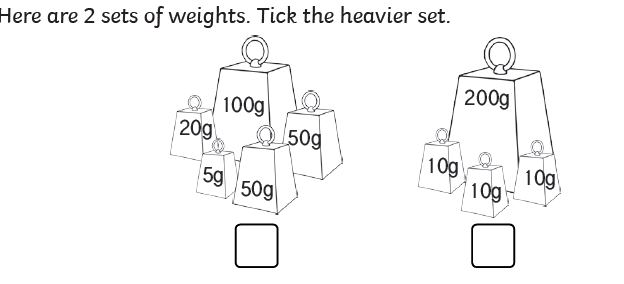 Here are 2 sets of weights. Tick the heavier set.
100g
200g
20g
50g
10g
5g
50g
10g
10g